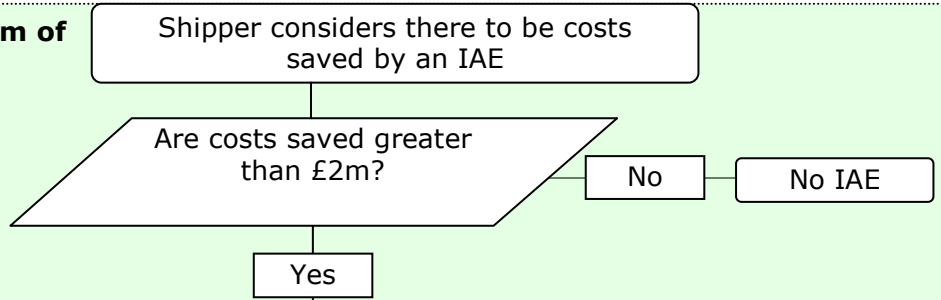 m of
Shipper considers there to be costs
saved by an IAE
Are costs saved greater
than £2m?
No
No IAE
Yes